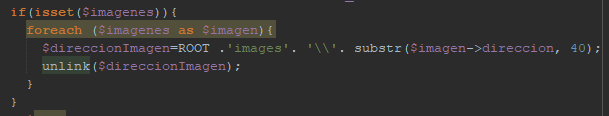 if(isset($imagenes)){
foreach ($imagenes as $imagen){
$direccionImagen=ROOT .'images'. '\\'. substr($imagen->direccion, 40);
unlink($direccionImagen);
}
}